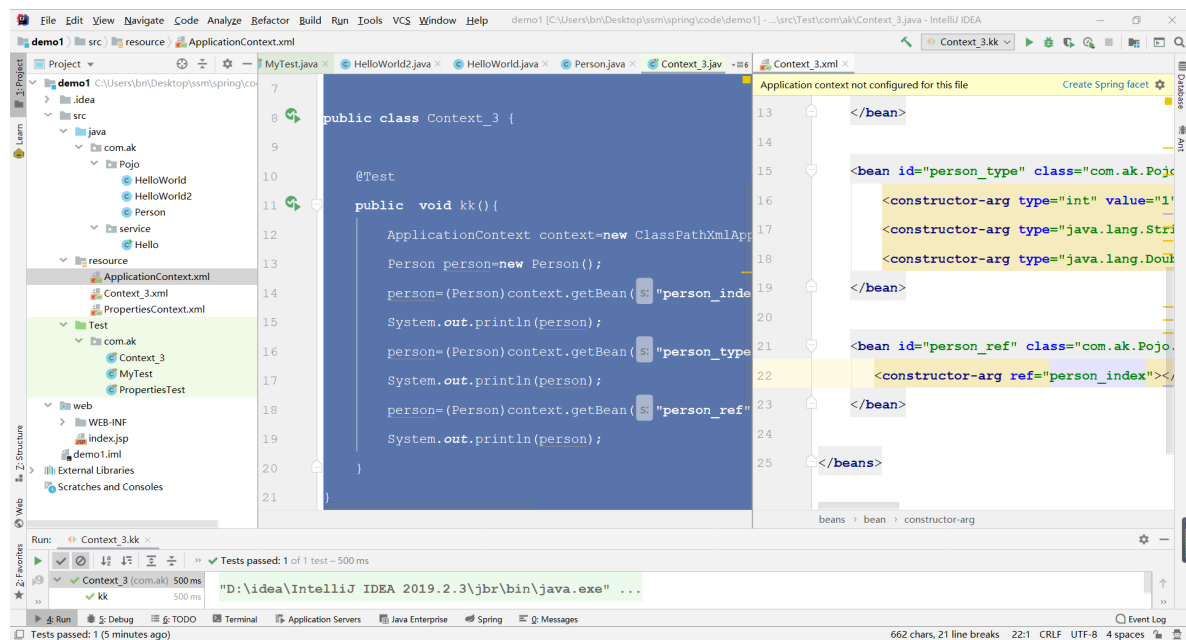 File Edit View Navigate Code Analyze Refactor Build Run Tools VCS Window Help demo1 [C:\Users\bn\Desktop\ssm\spring\code\demo1] - ...\src\Test\com\ak\Context_3.java - IntelliJ IDEA
demo1 src resource ApplicationContext.xml
Context_3.kk
Project
MyTest.java HelloWorld2.java HelloWorld.java Person.java Context_3.jav
Context_3.xml
demo1 C:\Users\bn\Desktop\ssm\spring\co
.idea
src
java
com.ak
Pojo
HelloWorld
HelloWorld2
Person
service
Hello
resource
ApplicationContext.xml
Context_3.xml
PropertiesContext.xml
Test
com.ak
Context_3
MyTest
PropertiesTest
web
WEB-INF
index.jsp
demo1.iml
External Libraries
Scratches and Consoles
7
8 public class Context_3 {
9
10 @Test
11 public void kk(){
12 ApplicationContext context=new ClassPathXmlApp
13 Person person=new Person();
14 person=(Person)context.getBean( s: "person_inde
15 System.out.println(person);
16 person=(Person)context.getBean( s: "person_type
17 System.out.println(person);
18 person=(Person)context.getBean( s: "person_ref"
19 System.out.println(person);
20 }
21 }
Application context not configured for this file Create Spring facet
13 </bean>
14
15 <bean id="person_type" class="com.ak.Pojo
16 <constructor-arg type="int" value="1"
17 <constructor-arg type="java.lang.Stri
18 <constructor-arg type="java.lang.Doub
19 </bean>
20
21 <bean id="person_ref" class="com.ak.Pojo.
22 <constructor-arg ref="person_index"></
23 </bean>
24
25 </beans>
beans bean constructor-arg
1: Project
Learn
Z: Structure
Web
2: Favorites
Database
Ant
Run: Context_3.kk
Tests passed: 1 of 1 test – 500 ms
Context_3 (com.ak) 500 ms
kk 500 ms
"D:\idea\IntelliJ IDEA 2019.2.3\jbr\bin\java.exe" ...
4: Run 5: Debug 6: TODO Terminal Application Servers Java Enterprise Spring 0: Messages Event Log
Tests passed: 1 (5 minutes ago) 662 chars, 21 line breaks 22:1 CRLF UTF-8 4 spaces